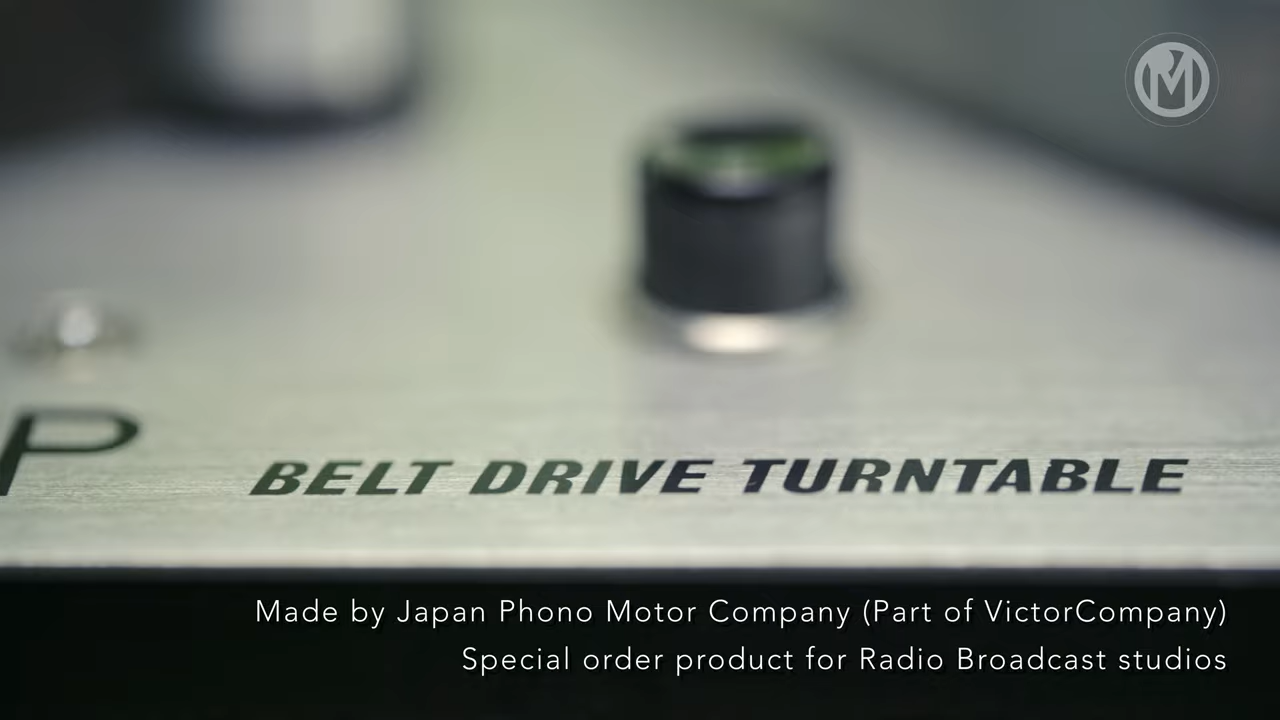 M
P BELT DRIVE TURNTABLE
Made by Japan Phono Motor Company (Part of VictorCompany)
Special order product for Radio Broadcast studios